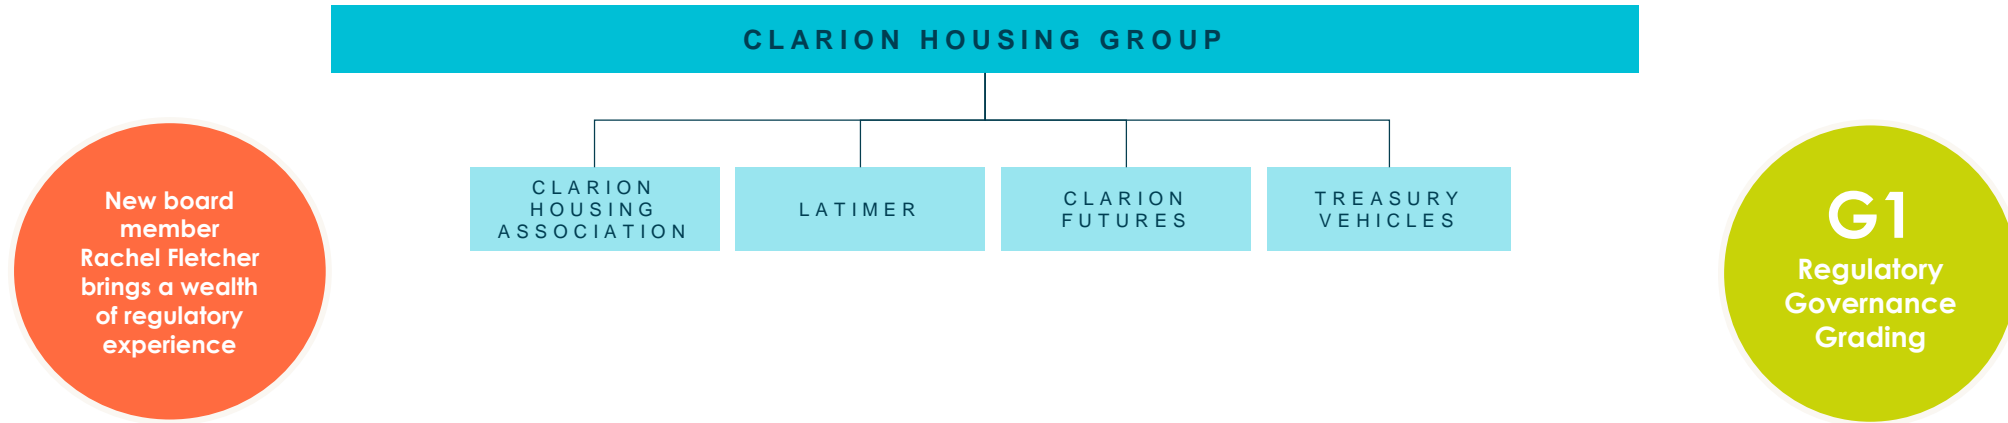 CLARION HOUSING GROUP
New board
member
Rachel Fletcher
brings a wealth
of regulatory
experience
CLARION
HOUSING
ASSOCIATION
LATIMER
CLARION
FUTURES
TREASURY
VEHICLES
G1
Regulatory
Governance
Grading